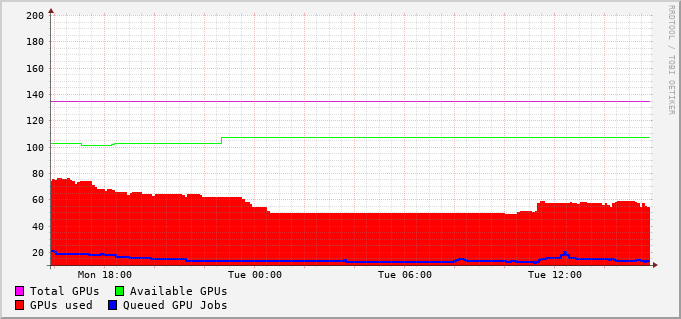 200
180
160
140
120
100
80
60
40
20
Mon 18:00 Tue 00:00 Tue 06:00 Tue 12:00
Total GPUs Available GPUs
GPUs used Queued GPU Jobs
RRDTOOL / TOBI OETIKER